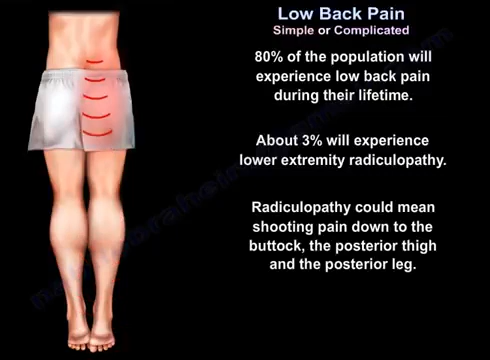 Low Back Pain
Simple or Complicated
80% of the population will
experience low back pain
during their lifetime.
About 3% will experience
lower extremity radiculopathy.
Radiculopathy could mean
shooting pain down to the
buttock, the posterior thigh
and the posterior leg.